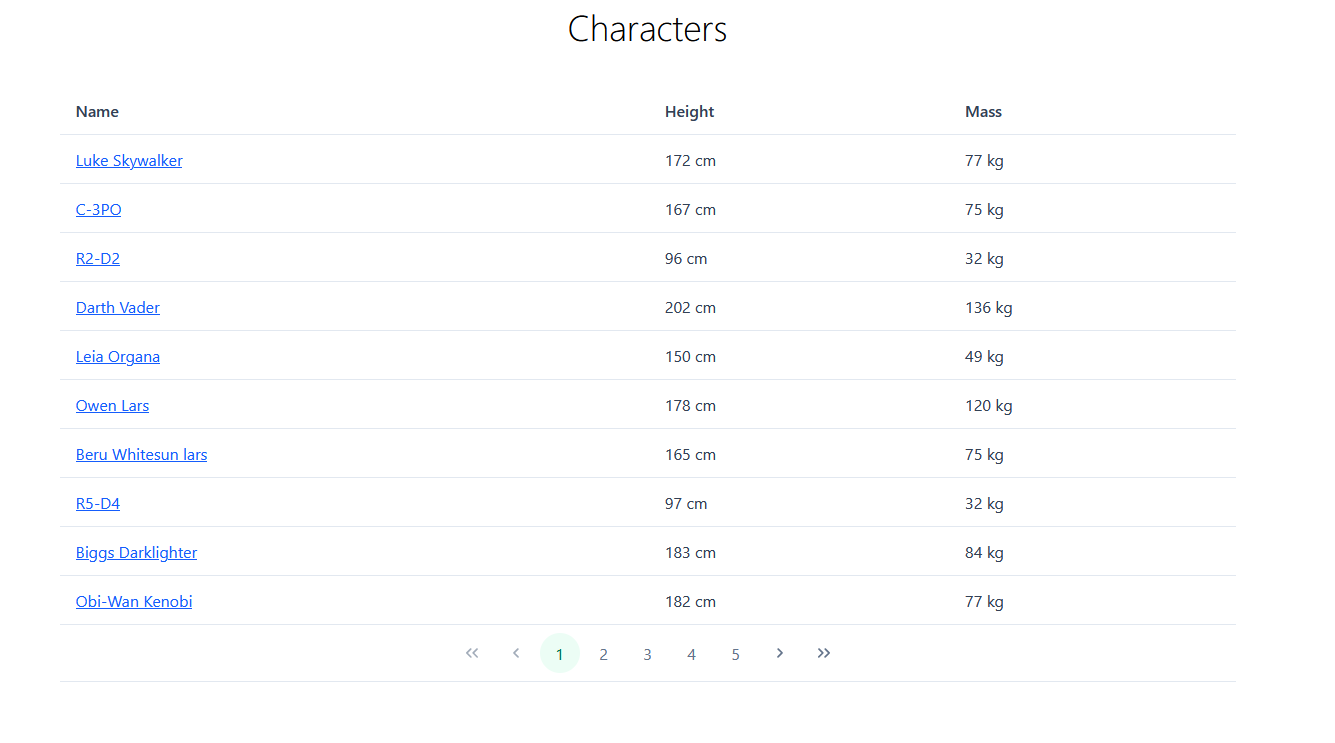 Characters
Name Height Mass
Luke Skywalker 172 cm 77 kg
C-3PO 167 cm 75 kg
R2-D2 96 cm 32 kg
Darth Vader 202 cm 136 kg
Leia Organa 150 cm 49 kg
Owen Lars 178 cm 120 kg
Beru Whitesun lars 165 cm 75 kg
R5-D4 97 cm 32 kg
Biggs Darklighter 183 cm 84 kg
Obi-Wan Kenobi 182 cm 77 kg
« ‹ 1 2 3 4 5 › »